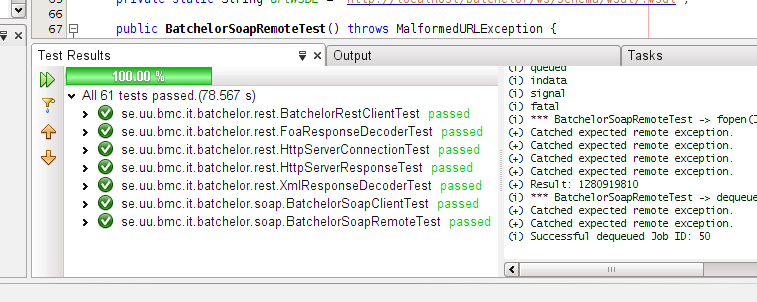 65 private static String urlWSDL = "http://localhost/batchelor/ws/schema/wsdl/?wsdl";
66
67 public BatchelorSoapRemoteTest() throws MalformedURLException {
Test Results Output Tasks
100.00 %
All 61 tests passed.(78.567 s)
se.uu.bmc.it.batchelor.rest.BatchelorRestClientTest passed
se.uu.bmc.it.batchelor.rest.FoaResponseDecoderTest passed
se.uu.bmc.it.batchelor.rest.HttpServerConnectionTest passed
se.uu.bmc.it.batchelor.rest.HttpServerResponseTest passed
se.uu.bmc.it.batchelor.rest.XmlResponseDecoderTest passed
se.uu.bmc.it.batchelor.soap.BatchelorSoapClientTest passed
se.uu.bmc.it.batchelor.soap.BatchelorSoapRemoteTest passed
(i) queued
(i) indata
(i) signal
(i) fatal
(i) *** BatchelorSoapRemoteTest -> fopen(
(+) Catched expected remote exception.
(+) Catched expected remote exception.
(+) Catched expected remote exception.
(+) Catched expected remote exception.
(+) Result: 1280919810
(i) *** BatchelorSoapRemoteTest -> dequeue
(+) Catched expected remote exception.
(+) Catched expected remote exception.
(i) Successful dequeued Job ID: 50